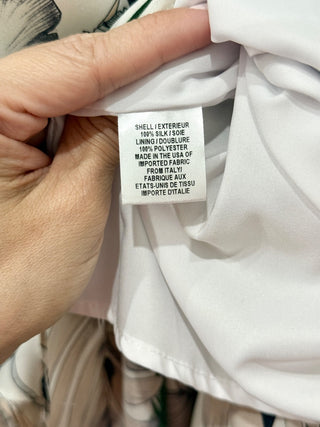 SHELL / EXTERIEUR
100% SILK / SOIE
LINING / DOUBLURE
100% POLYESTER
MADE IN THE USA OF
IMPORTED FABRIC
FROM ITALY/
FABRIQUE AUX
ETATS-UNIS DE TISSU
IMPORTE D'ITALIE